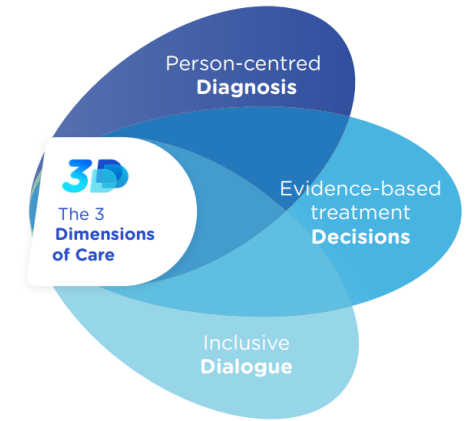 Person-centred
Diagnosis
3D
The 3
Dimensions
of Care
Evidence-based
treatment
Decisions
Inclusive
Dialogue